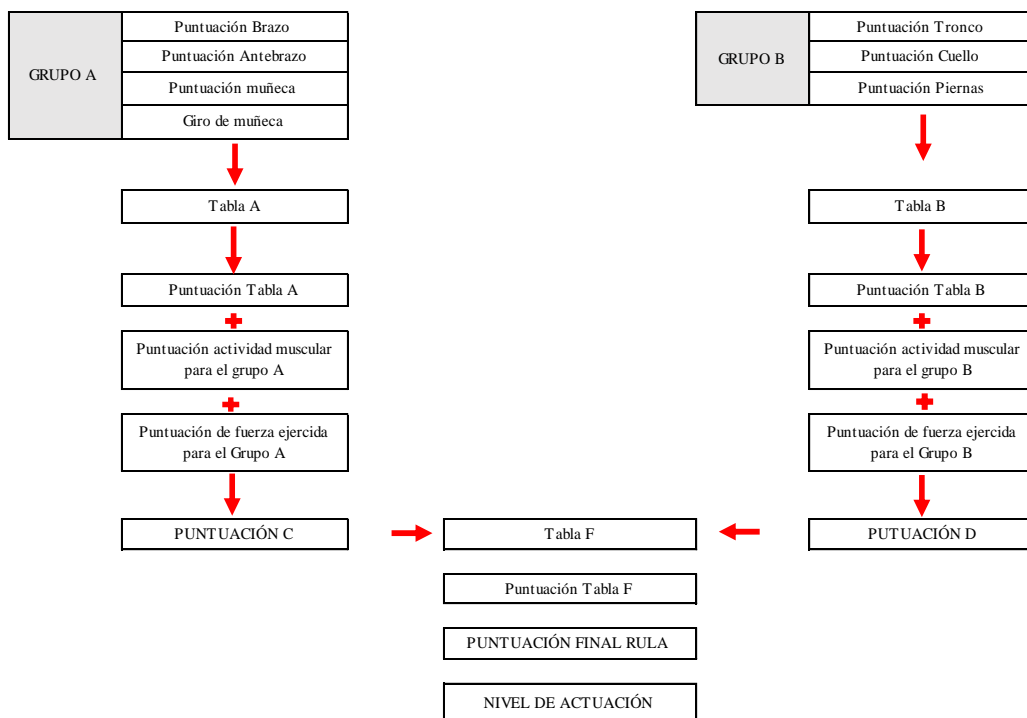 GRUPO A
Puntuación Brazo
Puntuación Antebrazo
Puntuación muñeca
Giro de muñeca
Tabla A
Puntuación Tabla A
Puntuación actividad muscular
para el grupo A
Puntuación de fuerza ejercida
para el Grupo A
PUNTUACIÓN C
GRUPO B
Puntuación Tronco
Puntuación Cuello
Puntuación Piernas
Tabla B
Puntuación Tabla B
Puntuación actividad muscular
para el grupo B
Puntuación de fuerza ejercida
para el Grupo B
PUTUACIÓN D
Tabla F
Puntuación Tabla F
PUNTUACIÓN FINAL RULA
NIVEL DE ACTUACIÓN